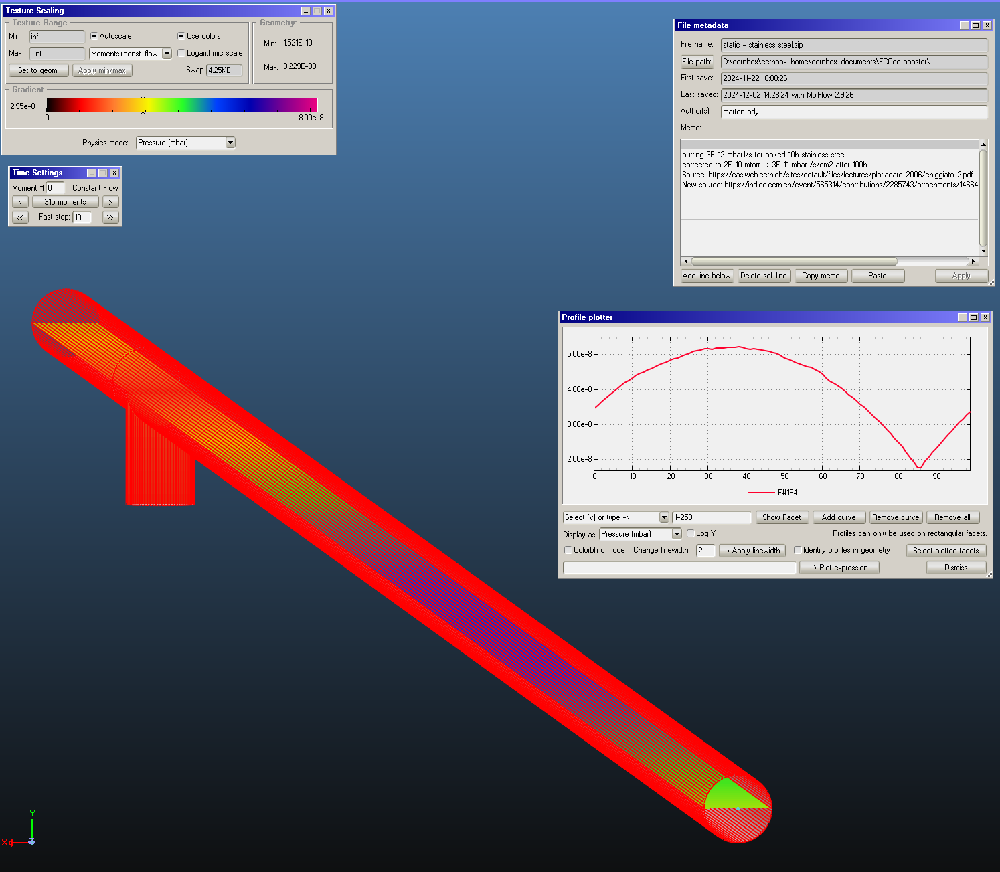 Texture Scaling
Texture Range
Min inf Autoscale Use colors
Max -inf Moments+const. flow Logarithmic scale
Set to geom. Apply min/max Swap 4.25KB
Geometry:
Min: 1.521E-10
Max: 8.229E-08
Gradient
2.95e-8
0 8.00e-8
Physics mode: Pressure [mbar]
Time Settings
Moment # 0 Constant Flow
< 315 moments >
<< Fast step: 10 >>
File metadata
File name: static - stainless steel.zip
File path: D:\cernbox\cernbox_home\cernbox_documents\FCCee booster\
First save: 2024-11-22 16:08:26
Last saved: 2024-12-02 14:28:24 with MolFlow 2.9.26
Author(s): marton ady
Memo:
putting 3E-12 mbar.l/s for baked 10h stainless steel
corrected to 2E-10 mtorr -> 3E-11 mbar.l/s/cm2 after 100h
Source: https://cas.web.cern.ch/sites/default/files/lectures/platjadaro-2006/chiggiato-2.pdf
New source: https://indico.cern.ch/event/565314/contributions/2285743/attachments/14664
Add line below Delete sel. line Copy memo Paste Apply
Profile plotter
5.00e-8
4.00e-8
3.00e-8
2.00e-8
0 10 20 30 40 50 60 70 80 90
F#184
Select [v] or type -> 1-259 Show Facet Add curve Remove curve Remove all
Display as: Pressure (mbar) Log Y Profiles can only be used on rectangular facets.
Colorblind mode Change linewidth: 2 -> Apply linewidth Identify profiles in geometry Select plotted facets
-> Plot expression Dismiss
Y
X Z